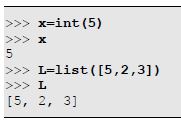 >>> x=int(5)
>>> x
5
>>> L=list([5,2,3])
>>> L
[5, 2, 3]